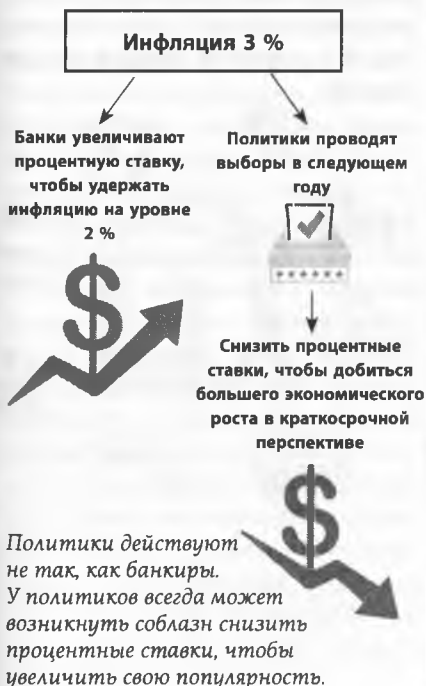 Инфляция 3 %
Банки увеличивают
процентную ставку,
чтобы удержать
инфляцию на уровне
2 %
Политики проводят
выборы в следующем
году
$
Снизить процентные
ставки, чтобы добиться
большего экономического
роста в краткосрочной
перспективе
$
Политики действуют
не так, как банкиры.
У политиков всегда может
возникнуть соблазн снизить
процентные ставки, чтобы
увеличить свою популярность.